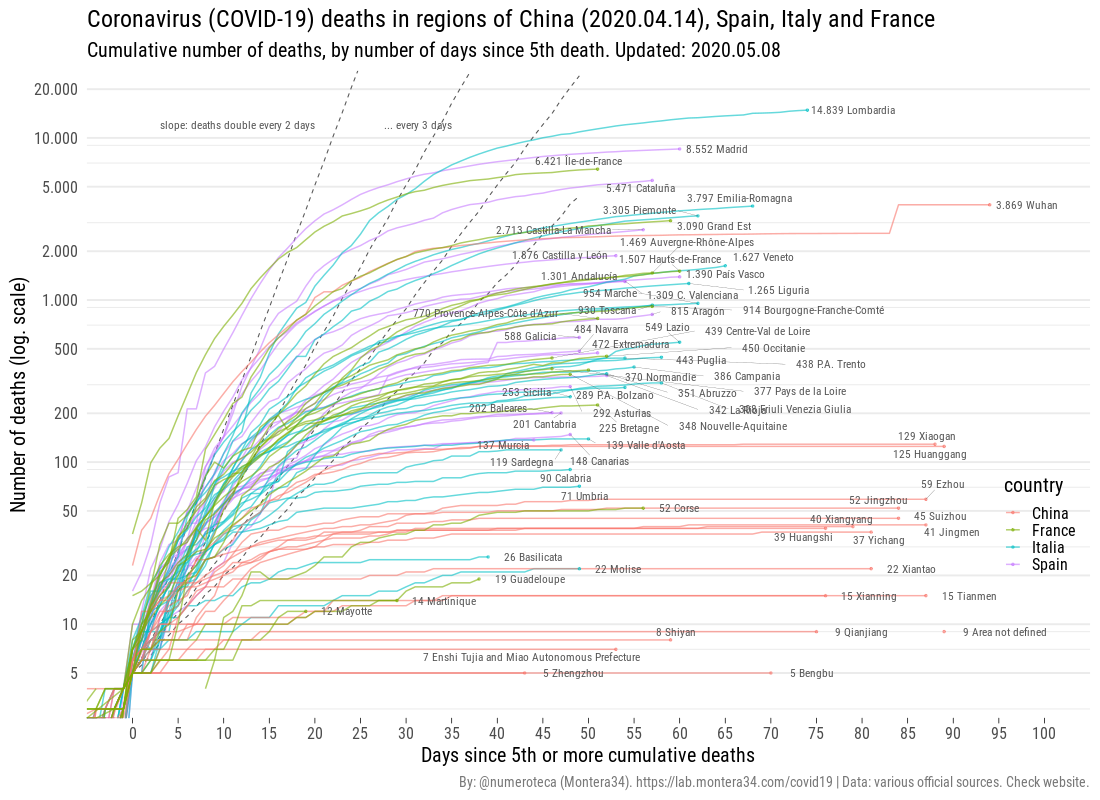 Coronavirus (COVID-19) deaths in regions of China (2020.04.14), Spain, Italy and France
Cumulative number of deaths, by number of days since 5th death. Updated: 2020.05.08
Number of deaths (log. scale)
20.000
10.000
5.000
2.000
1.000
500
200
100
50
20
10
5
slope: deaths double every 2 days
... every 3 days
14.839 Lombardia
8.552 Madrid
6.421 Île-de-France
5.471 Cataluña
3.797 Emilia-Romagna
3.305 Piemonte
3.869 Wuhan
3.090 Grand Est
2.713 Castilla-La Mancha
1.469 Auvergne-Rhône-Alpes
1.876 Castilla y León
1.507 Hauts-de-France
1.627 Veneto
1.301 Andalucía
1.390 País Vasco
954 Marche
1.309 C. Valenciana
1.265 Liguria
770 Provence-Alpes-Côte d'Azur
930 Toscana
815 Aragón
914 Bourgogne-Franche-Comté
588 Galicia
484 Navarra
549 Lazio
439 Centre-Val de Loire
472 Extremadura
450 Occitanie
443 Puglia
438 P.A. Trento
370 Normandie
386 Campania
253 Sicilia
289 P.A. Bolzano
351 Abruzzo
377 Pays de la Loire
202 Baleares
292 Asturias
342 La Rioja
308 Friuli Venezia Giulia
201 Cantabria
225 Bretagne
348 Nouvelle-Aquitaine
137 Murcia
139 Valle d'Aosta
129 Xiaogan
125 Huanggang
119 Sardegna
148 Canarias
90 Calabria
59 Ezhou
71 Umbria
52 Corse
52 Jingzhou
40 Xiangyang
45 Suizhou
39 Huangshi
37 Yichang
41 Jingmen
26 Basilicata
22 Molise
22 Xiantao
19 Guadeloupe
14 Martinique
15 Xianning
15 Tianmen
12 Mayotte
8 Shiyan
9 Qianjiang
9 Area not defined
7 Enshi Tujia and Miao Autonomous Prefecture
5 Zhengzhou
5 Bengbu
country
China
France
Italia
Spain
0 5 10 15 20 25 30 35 40 45 50 55 60 65 70 75 80 85 90 95 100
Days since 5th or more cumulative deaths
By: @numeroteca (Montera34). https://lab.montera34.com/covid19 | Data: various official sources. Check website.